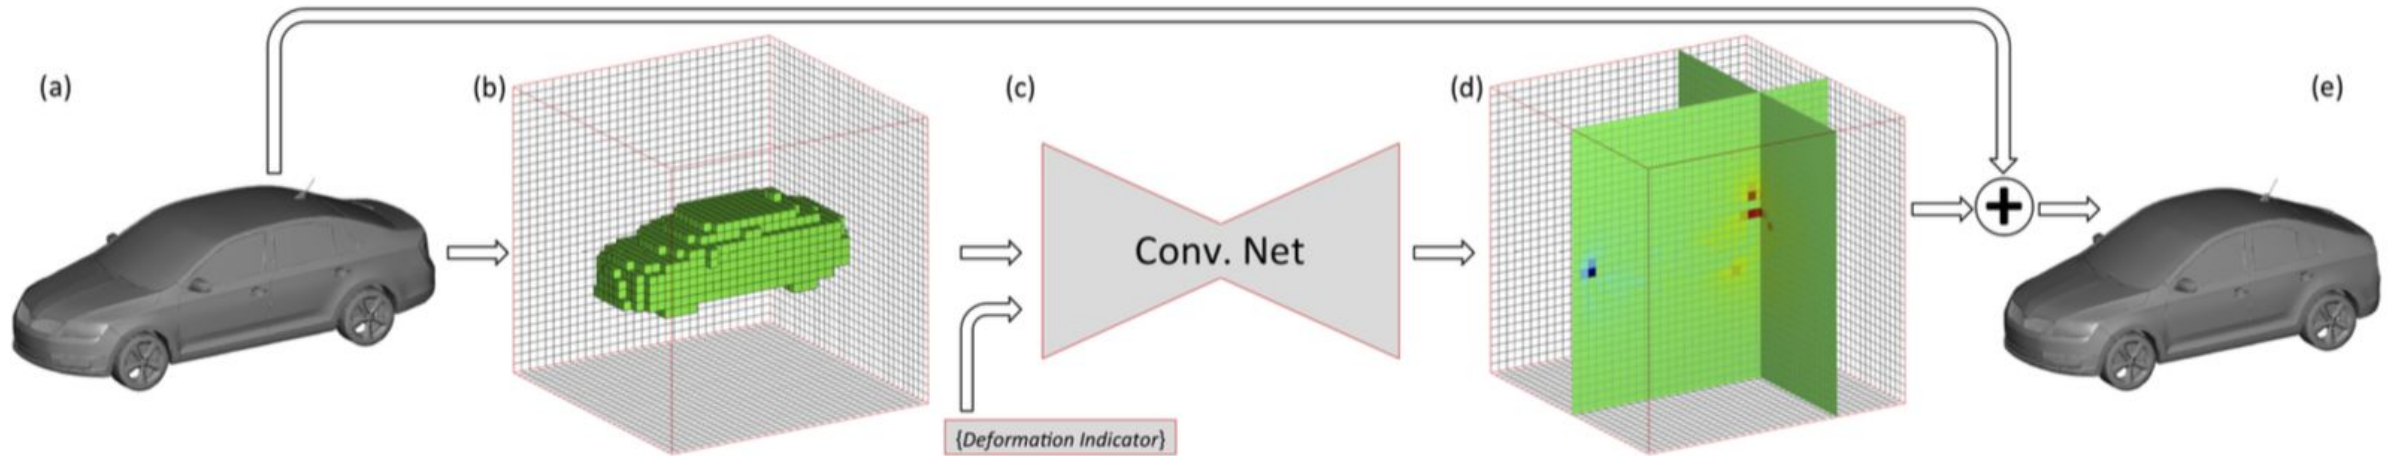 (a)
(b)
(c)
(d)
(e)
Conv. Net
{Deformation Indicator}